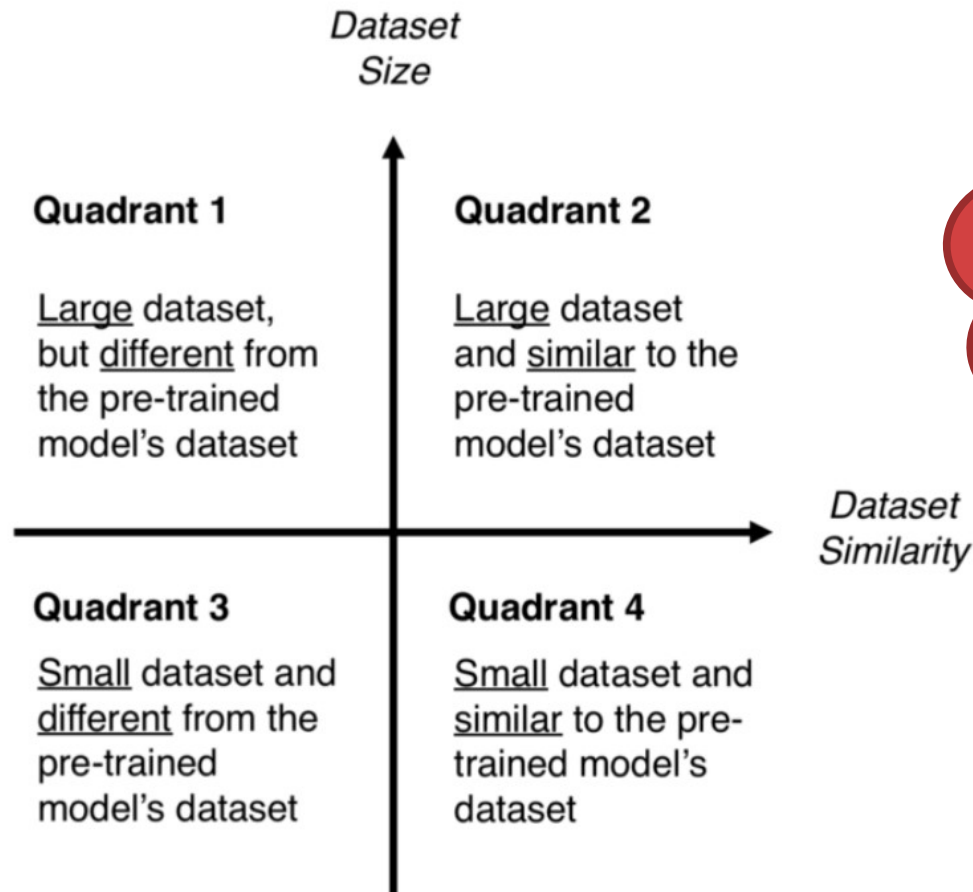 Dataset
Size
Quadrant 1
Large dataset,
but different from
the pre-trained
model's dataset
Quadrant 2
Large dataset
and similar to the
pre-trained
model's dataset
Dataset
Similarity
Quadrant 3
Small dataset and
different from the
pre-trained
model's dataset
Quadrant 4
Small dataset and
similar to the pre-
trained model's
dataset